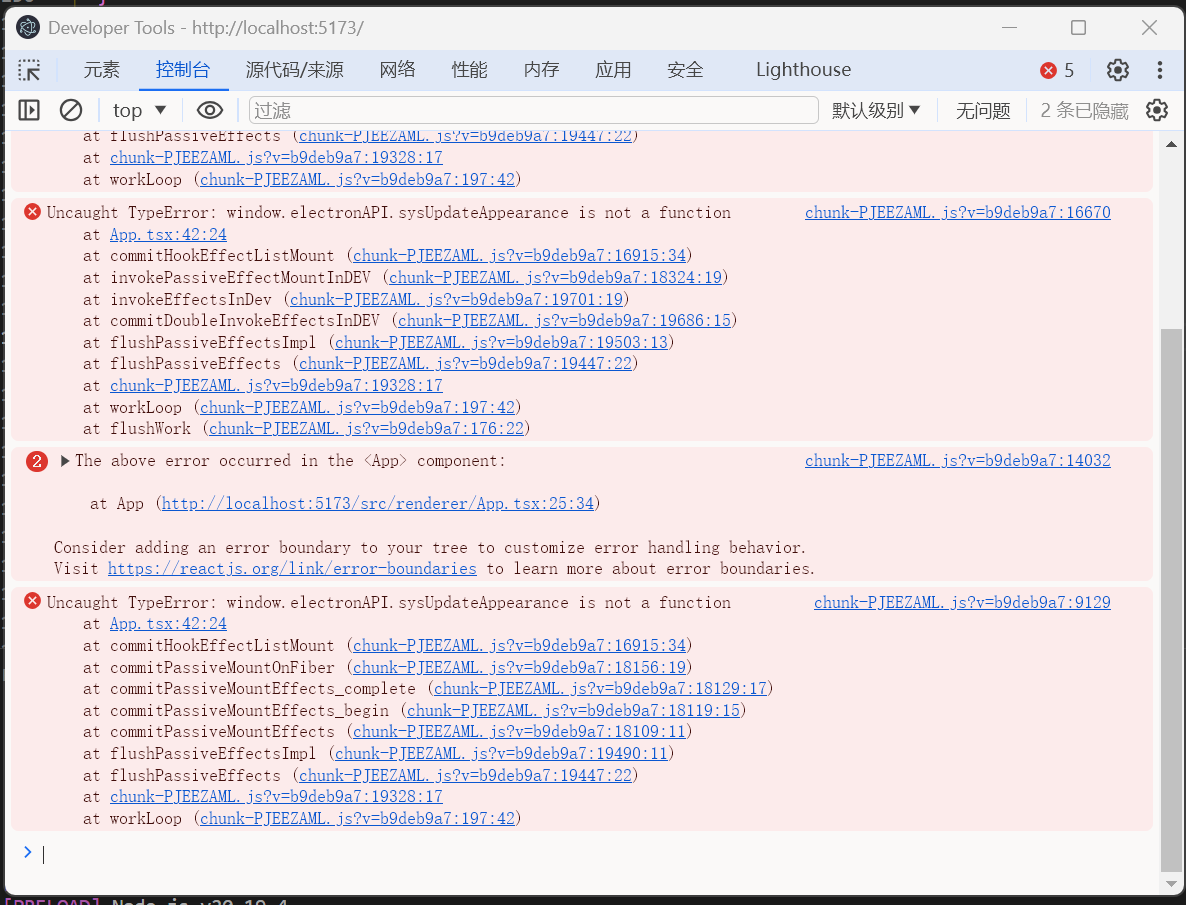 Developer Tools - http://localhost:5173/
元素 控制台 源代码/来源 网络 性能 内存 应用 安全 Lighthouse 5
top 过滤 默认级别 无问题 2 条已隐藏
at flushPassiveEffects (chunk-PJEEZAML.js?v=b9deb9a7:19447:22)
at chunk-PJEEZAML.js?v=b9deb9a7:19328:17
at workLoop (chunk-PJEEZAML.js?v=b9deb9a7:197:42)
Uncaught TypeError: window.electronAPI.sysUpdateAppearance is not a function chunk-PJEEZAML.js?v=b9deb9a7:16670
at App.tsx:42:24
at commitHookEffectListMount (chunk-PJEEZAML.js?v=b9deb9a7:16915:34)
at invokePassiveEffectMountInDEV (chunk-PJEEZAML.js?v=b9deb9a7:18324:19)
at invokeEffectsInDev (chunk-PJEEZAML.js?v=b9deb9a7:19701:19)
at commitDoubleInvokeEffectsInDEV (chunk-PJEEZAML.js?v=b9deb9a7:19686:15)
at flushPassiveEffectsImpl (chunk-PJEEZAML.js?v=b9deb9a7:19503:13)
at flushPassiveEffects (chunk-PJEEZAML.js?v=b9deb9a7:19447:22)
at chunk-PJEEZAML.js?v=b9deb9a7:19328:17
at workLoop (chunk-PJEEZAML.js?v=b9deb9a7:197:42)
at flushWork (chunk-PJEEZAML.js?v=b9deb9a7:176:22)
2 The above error occurred in the <App> component: chunk-PJEEZAML.js?v=b9deb9a7:14032
at App (http://localhost:5173/src/renderer/App.tsx:25:34)
Consider adding an error boundary to your tree to customize error handling behavior.
Visit https://reactjs.org/link/error-boundaries to learn more about error boundaries.
Uncaught TypeError: window.electronAPI.sysUpdateAppearance is not a function chunk-PJEEZAML.js?v=b9deb9a7:9129
at App.tsx:42:24
at commitHookEffectListMount (chunk-PJEEZAML.js?v=b9deb9a7:16915:34)
at commitPassiveMountOnFiber (chunk-PJEEZAML.js?v=b9deb9a7:18156:19)
at commitPassiveMountEffects_complete (chunk-PJEEZAML.js?v=b9deb9a7:18129:17)
at commitPassiveMountEffects_begin (chunk-PJEEZAML.js?v=b9deb9a7:18119:15)
at commitPassiveMountEffects (chunk-PJEEZAML.js?v=b9deb9a7:18109:11)
at flushPassiveEffectsImpl (chunk-PJEEZAML.js?v=b9deb9a7:19490:11)
at flushPassiveEffects (chunk-PJEEZAML.js?v=b9deb9a7:19447:22)
at chunk-PJEEZAML.js?v=b9deb9a7:19328:17
at workLoop (chunk-PJEEZAML.js?v=b9deb9a7:197:42)